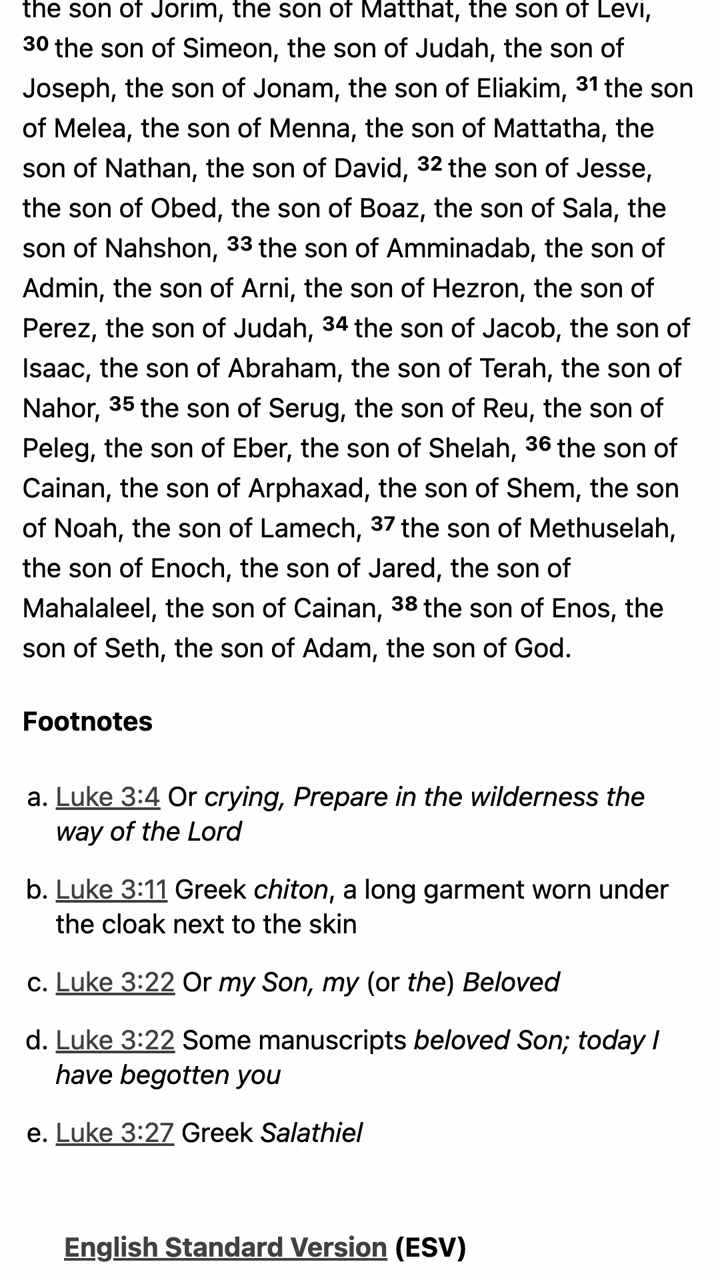 the son of Jorim, the son of Matthat, the son of Levi,
30 the son of Simeon, the son of Judah, the son of
Joseph, the son of Jonam, the son of Eliakim, 31 the son
of Melea, the son of Menna, the son of Mattatha, the
son of Nathan, the son of David, 32 the son of Jesse,
the son of Obed, the son of Boaz, the son of Sala, the
son of Nahshon, 33 the son of Amminadab, the son of
Admin, the son of Arni, the son of Hezron, the son of
Perez, the son of Judah, 34 the son of Jacob, the son of
Isaac, the son of Abraham, the son of Terah, the son of
Nahor, 35 the son of Serug, the son of Reu, the son of
Peleg, the son of Eber, the son of Shelah, 36 the son of
Cainan, the son of Arphaxad, the son of Shem, the son
of Noah, the son of Lamech, 37 the son of Methuselah,
the son of Enoch, the son of Jared, the son of
Mahalaleel, the son of Cainan, 38 the son of Enos, the
son of Seth, the son of Adam, the son of God.
Footnotes
a. Luke 3:4 Or crying, Prepare in the wilderness the
way of the Lord
b. Luke 3:11 Greek chiton, a long garment worn under
the cloak next to the skin
c. Luke 3:22 Or my Son, my (or the) Beloved
d. Luke 3:22 Some manuscripts beloved Son; today I
have begotten you
e. Luke 3:27 Greek Salathiel
English Standard Version (ESV)